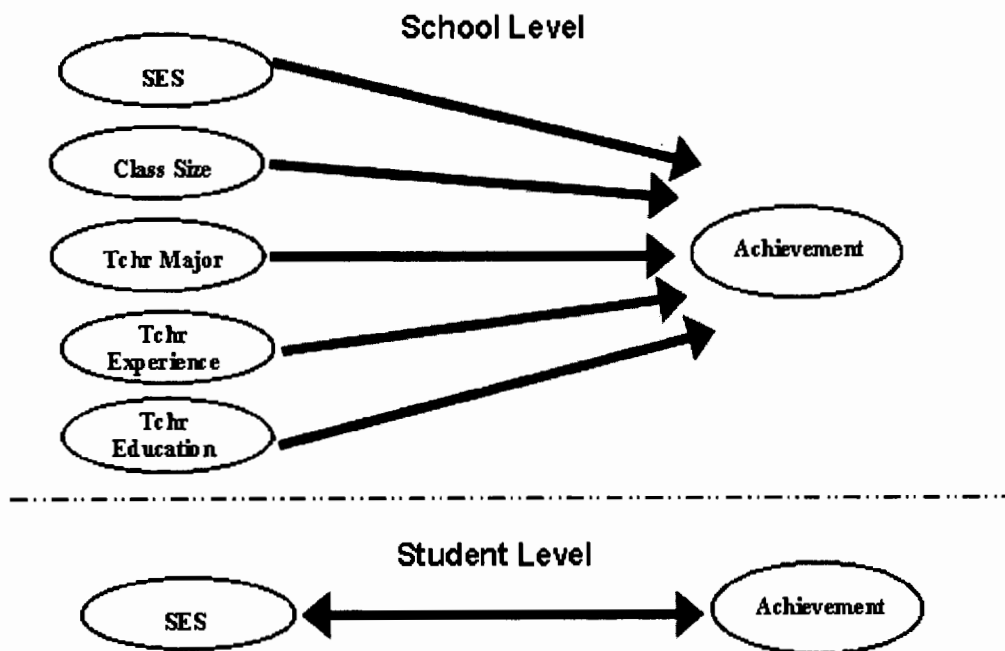 School Level
SES
Class Size
Tchr Major
Achievement
Tchr
Experience
Tchr
Education
Student Level
SES
Achievement